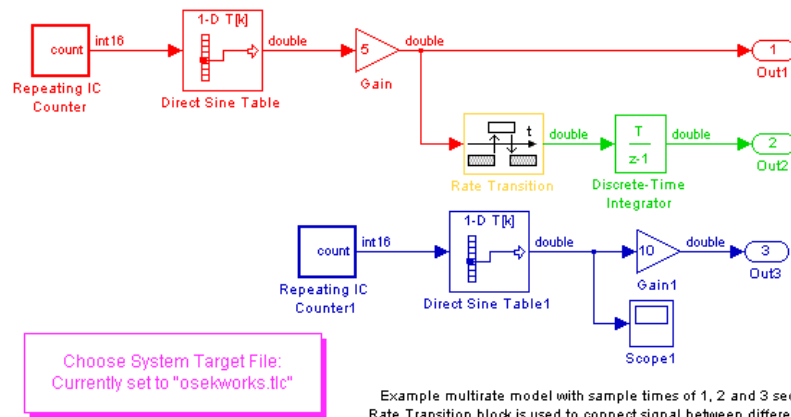 1-D T[k]
count
int16
double
5
double
1
Repeating IC
Counter
Direct Sine Table
Gain
Out1
t
double
T
z-1
double
2
Rate Transition
Discrete-Time
Integrator
Out2
1-D T[k]
count
int16
double
10
double
3
Repeating IC
Counter1
Direct Sine Table1
Gain1
Out3
Scope1
Choose System Target File:
Currently set to "osekworks.tlc"
Example multirate model with sample times of 1, 2 and 3 sec
Rate Transition block is used to connect signal between differe